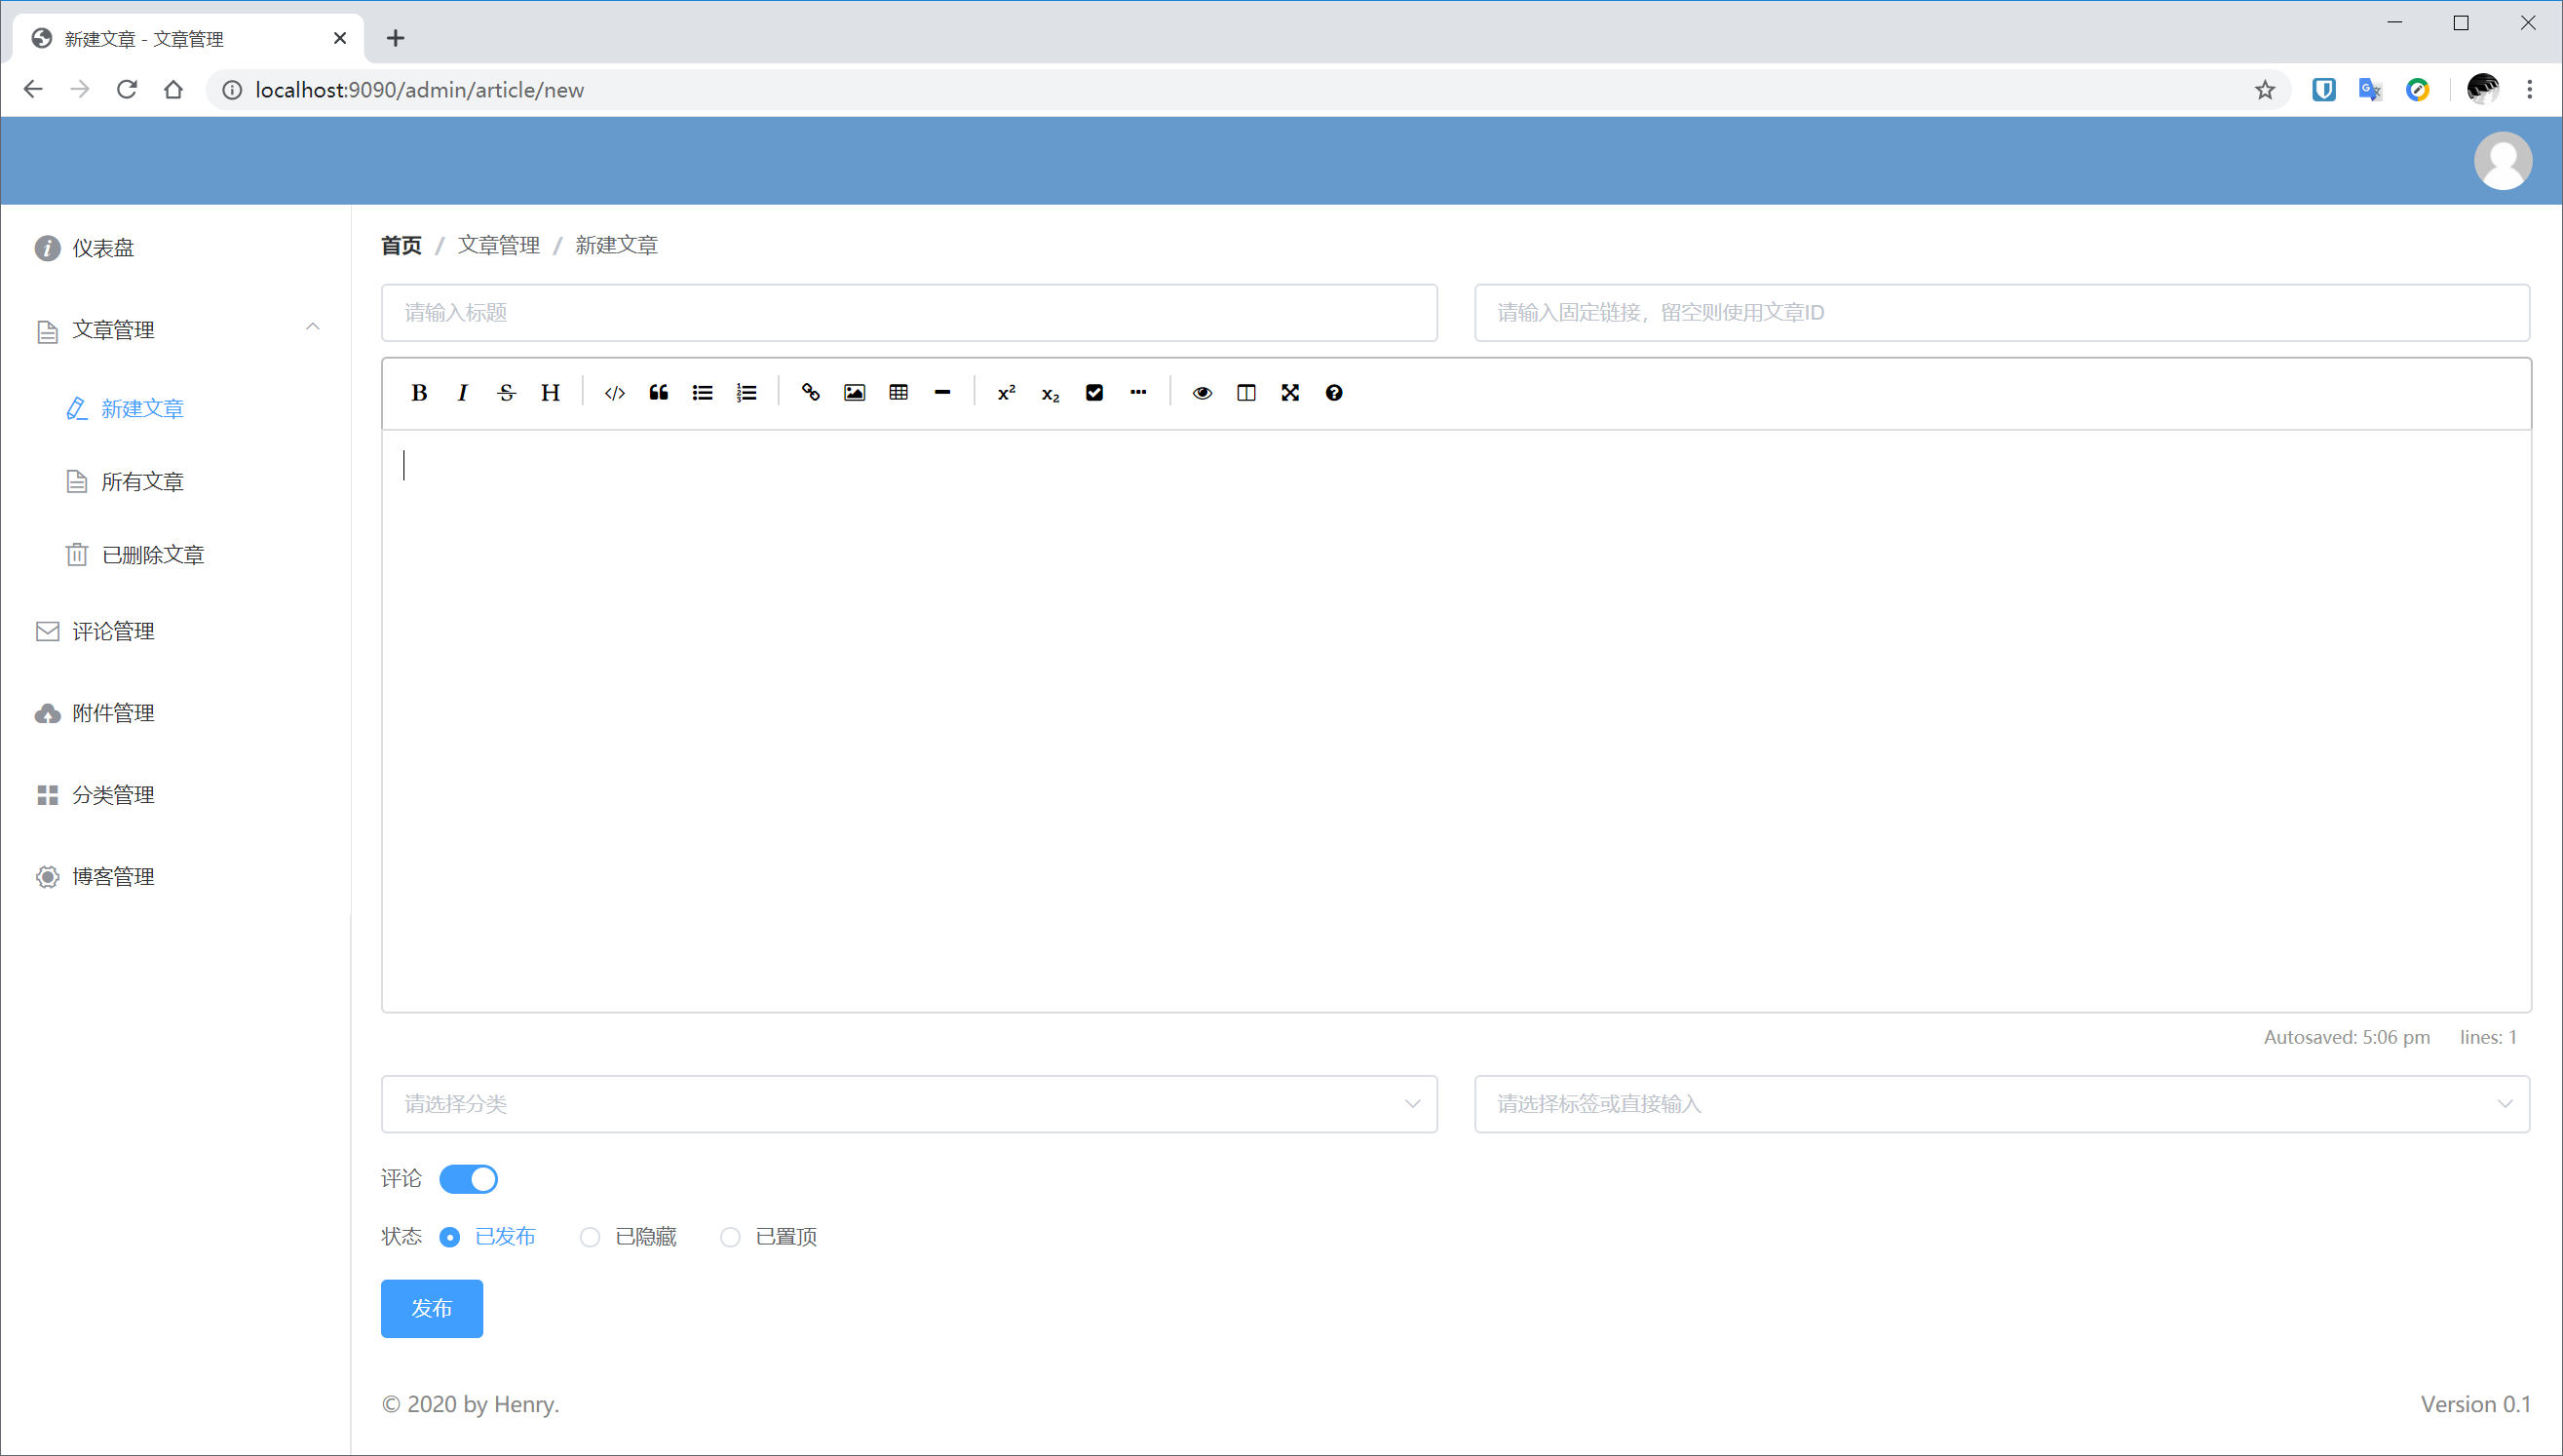 新建文章 - 文章管理
localhost:9090/admin/article/new
仪表盘
文章管理
新建文章
所有文章
已删除文章
评论管理
附件管理
分类管理
博客管理
首页 / 文章管理 / 新建文章
请输入标题
请输入固定链接，留空则使用文章ID
B I S H x² x₂
Autosaved: 5:06 pm lines: 1
请选择分类
请选择标签或直接输入
评论
状态 已发布 已隐藏 已置顶
发布
© 2020 by Henry.
Version 0.1